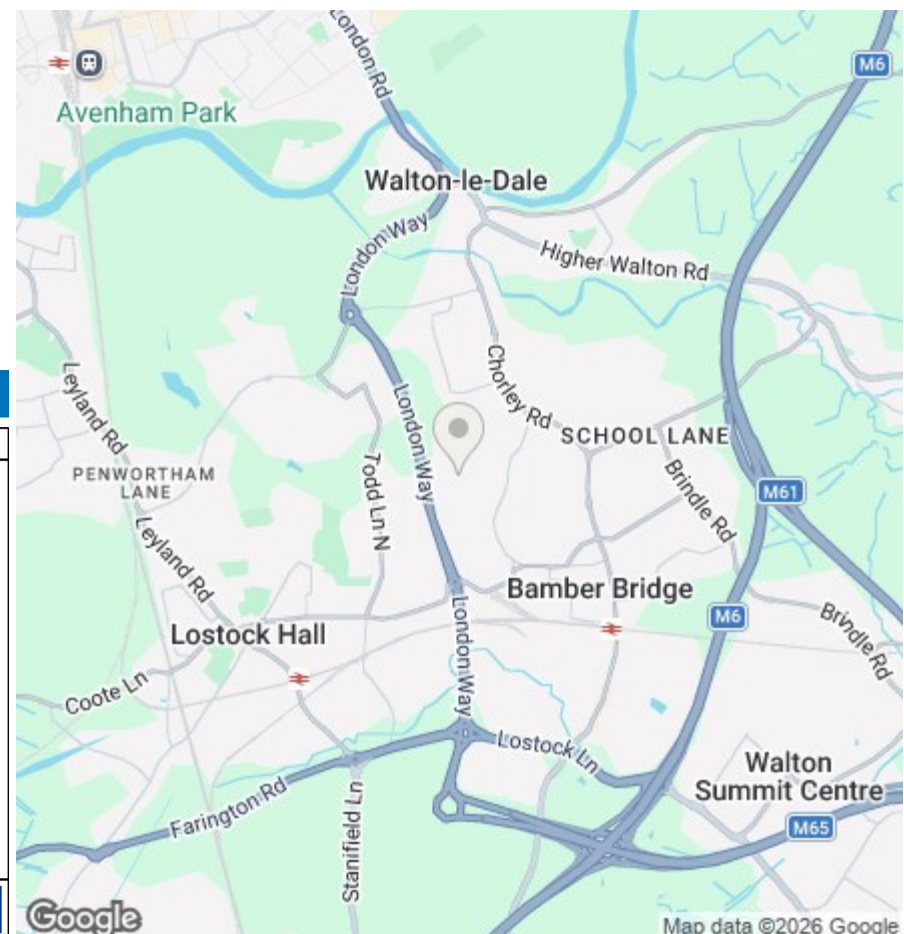 London Rd
M6
Avenham Park
Walton-le-Dale
London Way
Higher Walton Rd
Leyland Rd
Chorley Rd
London Way
SCHOOL LANE
PENWORTHAM
LANE
Todd Ln N
Brindle Rd
M61
Leyland Rd
Bamber Bridge
M6
Brindle Rd
Lostock Hall
London Way
Coote Ln
Lostock Ln
Walton
Summit Centre
Farington Rd
Stanifield Ln
M65
Google
Map data ©2026 Google